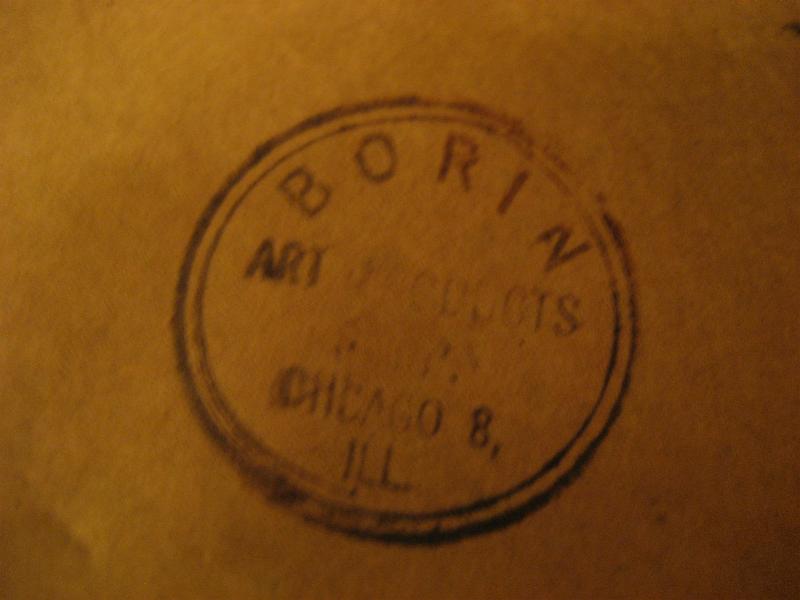 BORIN
ART PRODUCTS
CHICAGO 8,
ILL.